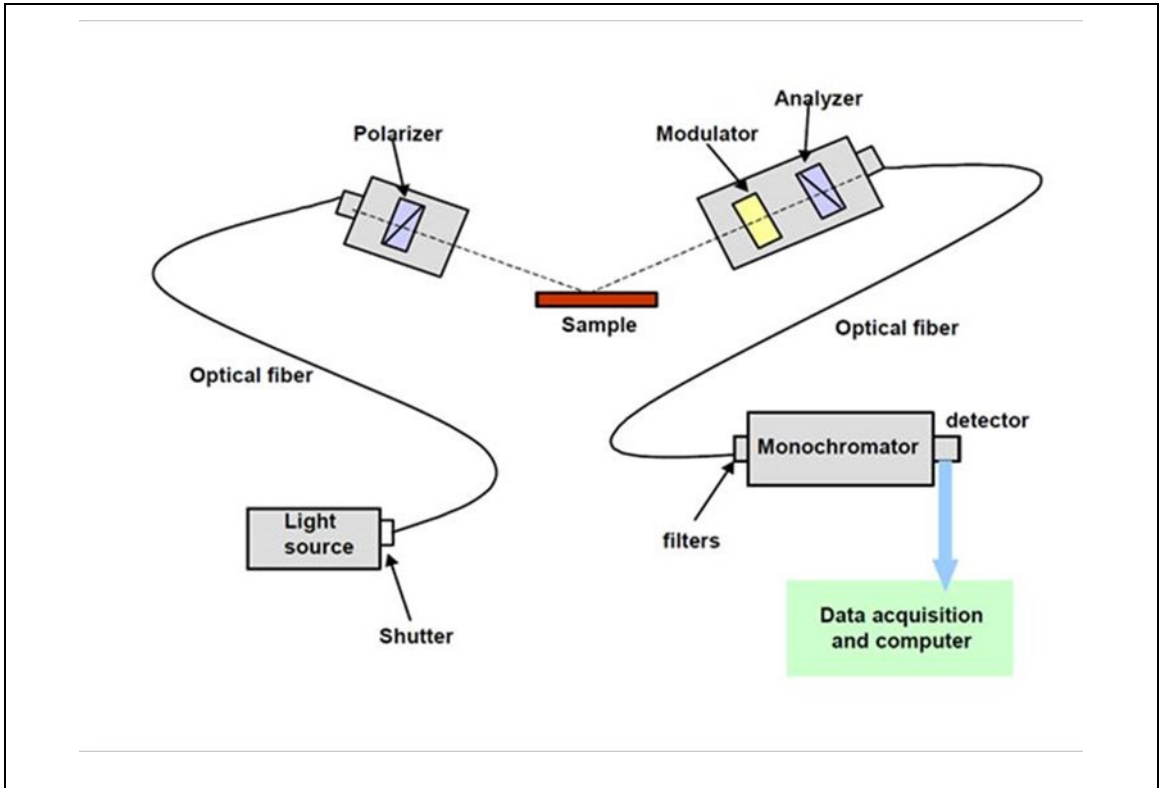 Analyzer
Polarizer
Modulator
Sample
Optical fiber
Optical fiber
detector
Monochromator
Light
source
filters
Shutter
Data acquisition
and computer